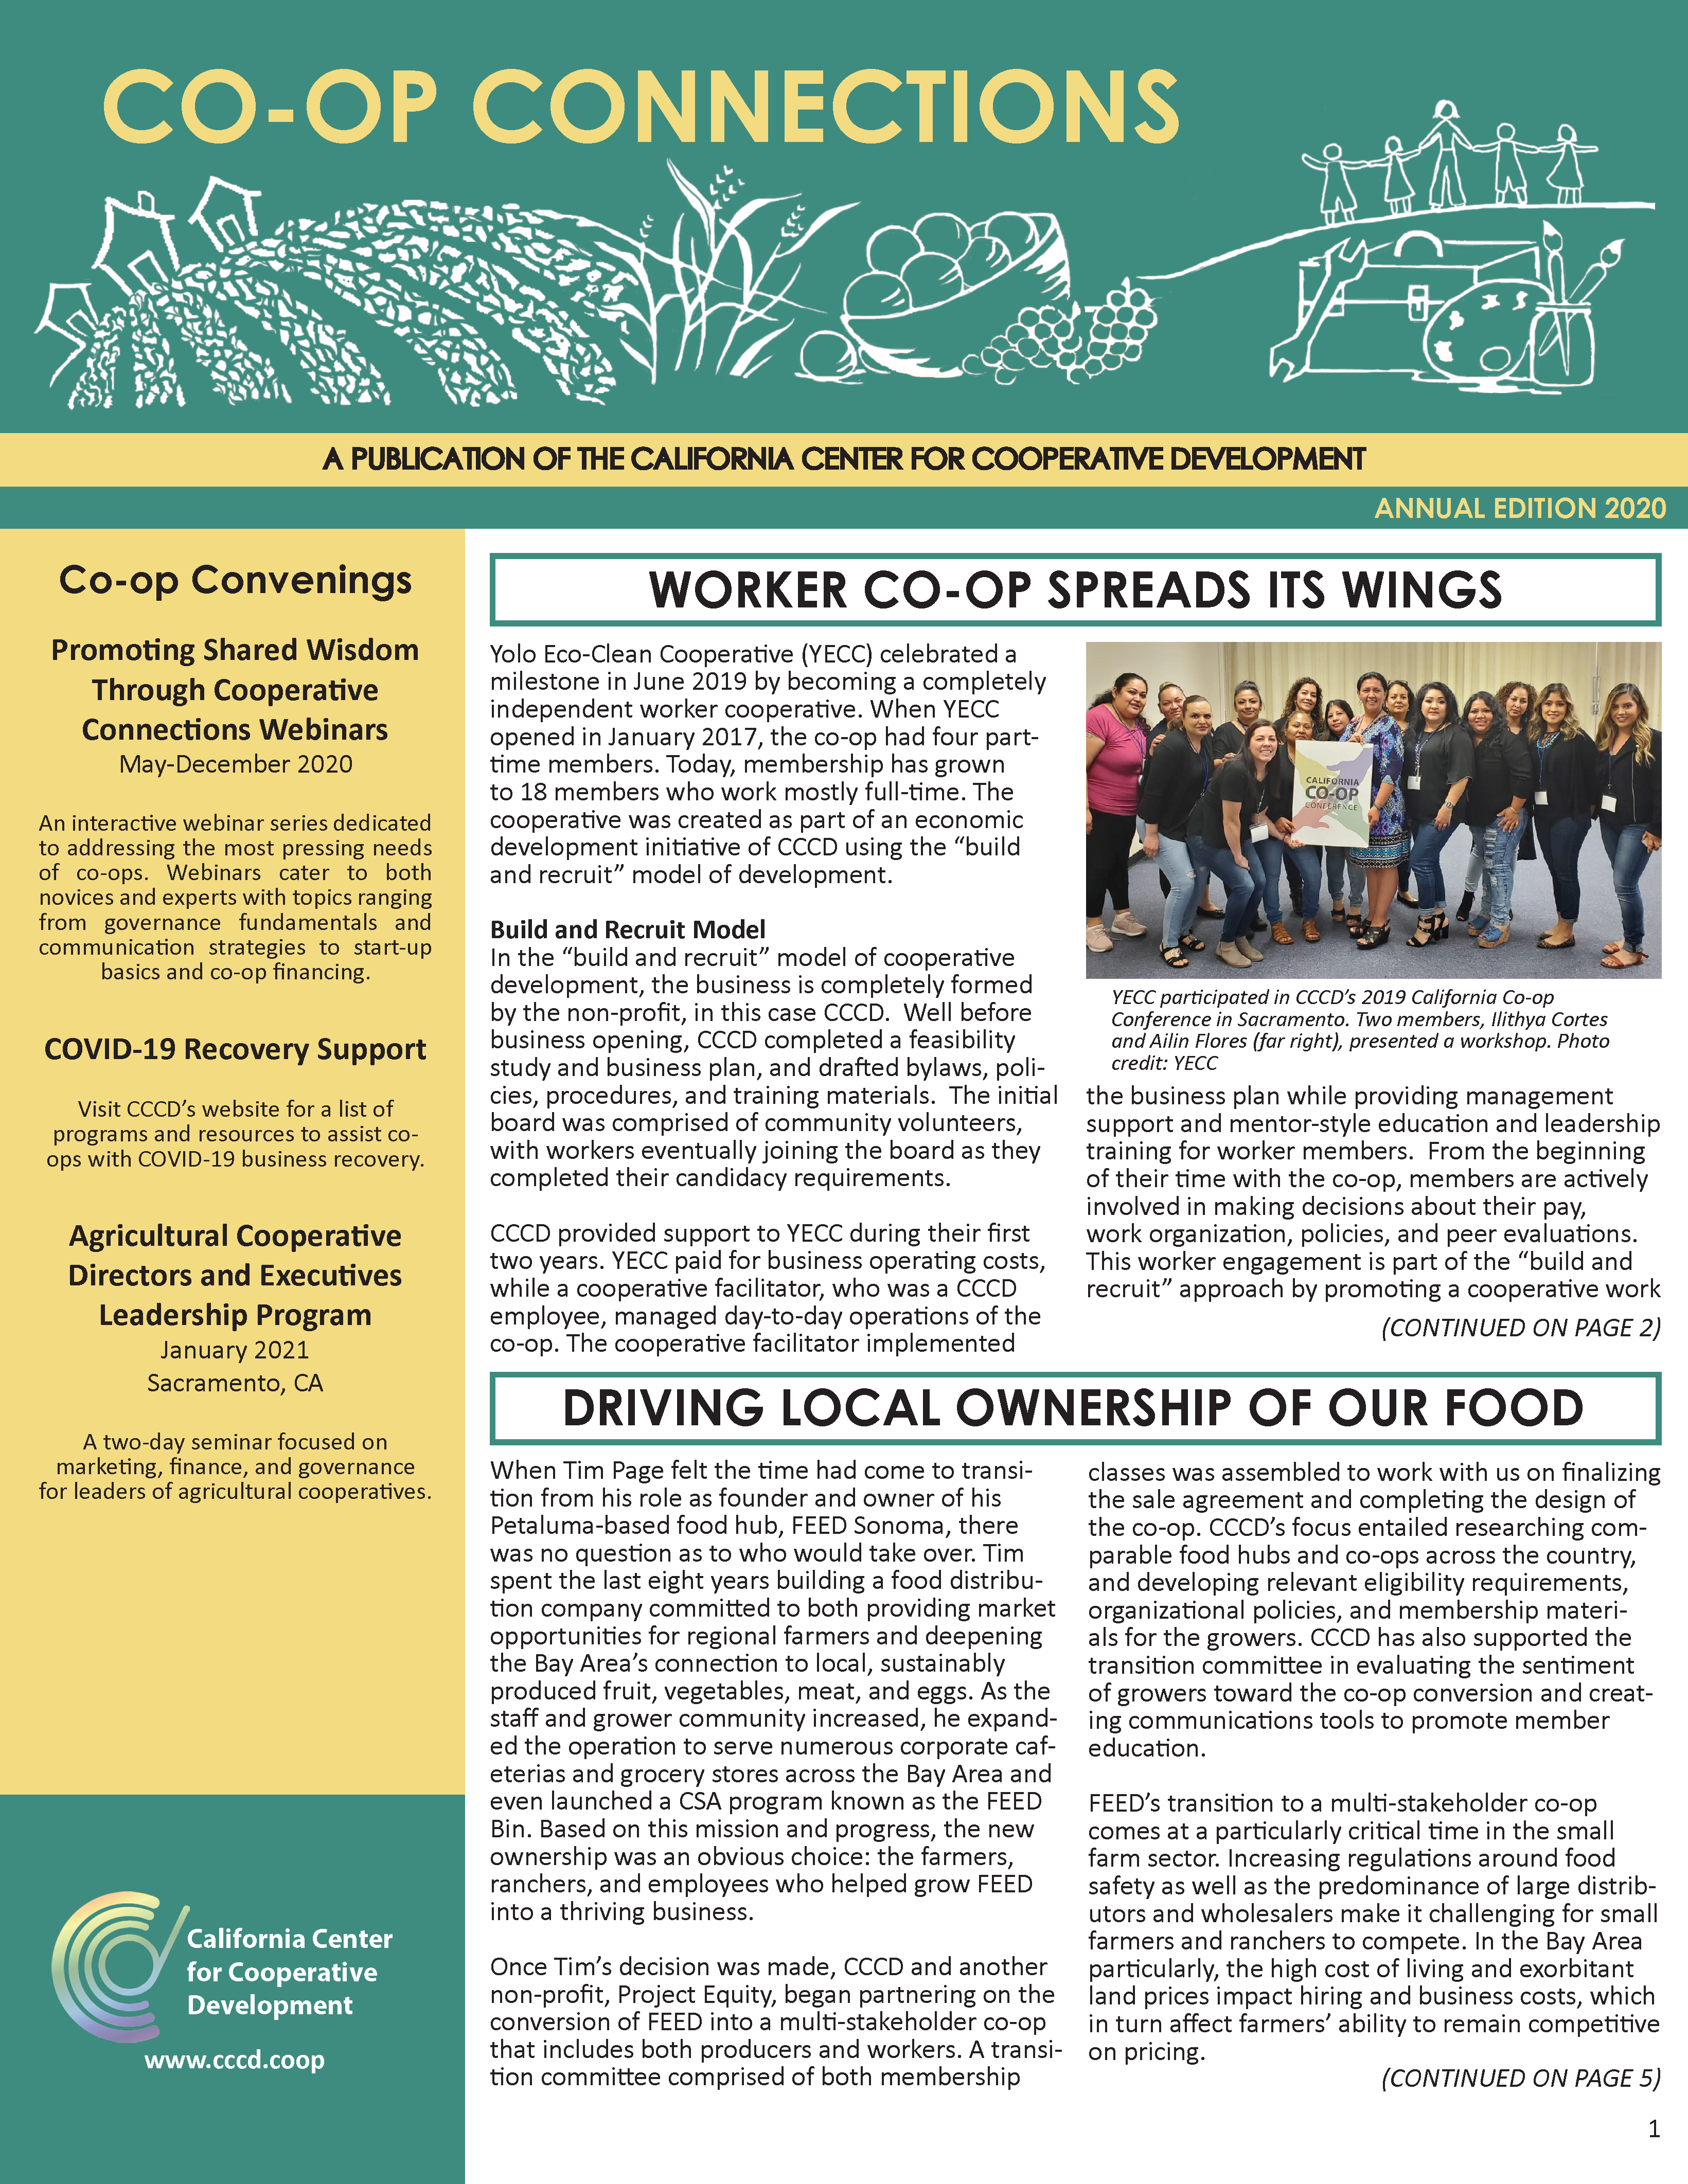 CO-OP CONNECTIONS
A PUBLICATION OF THE CALIFORNIA CENTER FOR COOPERATIVE DEVELOPMENT
ANNUAL EDITION 2020
Co-op Convenings
Promoting Shared Wisdom
Through Cooperative
Connections Webinars
May-December 2020
An interactive webinar series dedicated
to addressing the most pressing needs
of co-ops. Webinars cater to both
novices and experts with topics ranging
from governance fundamentals and
communication strategies to start-up
basics and co-op financing.
COVID-19 Recovery Support
Visit CCCD’s website for a list of
programs and resources to assist co-
ops with COVID-19 business recovery.
Agricultural Cooperative
Directors and Executives
Leadership Program
January 2021
Sacramento, CA
A two-day seminar focused on
marketing, finance, and governance
for leaders of agricultural cooperatives.
California Center
for Cooperative
Development
www.cccd.coop
WORKER CO-OP SPREADS ITS WINGS
Yolo Eco-Clean Cooperative (YECC) celebrated a
milestone in June 2019 by becoming a completely
independent worker cooperative. When YECC
opened in January 2017, the co-op had four part-
time members. Today, membership has grown
to 18 members who work mostly full-time. The
cooperative was created as part of an economic
development initiative of CCCD using the “build
and recruit” model of development.
Build and Recruit Model
In the “build and recruit” model of cooperative
development, the business is completely formed
by the non-profit, in this case CCCD.  Well before
business opening, CCCD completed a feasibility
study and business plan, and drafted bylaws, poli-
cies, procedures, and training materials.  The initial
board was comprised of community volunteers,
with workers eventually joining the board as they
completed their candidacy requirements.
CCCD provided support to YECC during their first
two years. YECC paid for business operating costs,
while a cooperative facilitator, who was a CCCD
employee, managed day-to-day operations of the
co-op. The cooperative facilitator implemented
CALIFORNIA
CO-OP
CONFERENCE
YECC participated in CCCD’s 2019 California Co-op
Conference in Sacramento. Two members, Ilithya Cortes
and Ailin Flores (far right), presented a workshop. Photo
credit: YECC
the business plan while providing management
support and mentor-style education and leadership
training for worker members.  From the beginning
of their time with the co-op, members are actively
involved in making decisions about their pay,
work organization, policies, and peer evaluations.
This worker engagement is part of the “build and
recruit” approach by promoting a cooperative work
(CONTINUED ON PAGE 2)
DRIVING LOCAL OWNERSHIP OF OUR FOOD
When Tim Page felt the time had come to transi-
tion from his role as founder and owner of his
Petaluma-based food hub, FEED Sonoma, there
was no question as to who would take over. Tim
spent the last eight years building a food distribu-
tion company committed to both providing market
opportunities for regional farmers and deepening
the Bay Area’s connection to local, sustainably
produced fruit, vegetables, meat, and eggs. As the
staff and grower community increased, he expand-
ed the operation to serve numerous corporate caf-
eterias and grocery stores across the Bay Area and
even launched a CSA program known as the FEED
Bin. Based on this mission and progress, the new
ownership was an obvious choice: the farmers,
ranchers, and employees who helped grow FEED
into a thriving business.
Once Tim’s decision was made, CCCD and another
non-profit, Project Equity, began partnering on the
conversion of FEED into a multi-stakeholder co-op
that includes both producers and workers. A transi-
tion committee comprised of both membership
classes was assembled to work with us on finalizing
the sale agreement and completing the design of
the co-op. CCCD’s focus entailed researching com-
parable food hubs and co-ops across the country,
and developing relevant eligibility requirements,
organizational policies, and membership materi-
als for the growers. CCCD has also supported the
transition committee in evaluating the sentiment
of growers toward the co-op conversion and creat-
ing communications tools to promote member
education.
FEED’s transition to a multi-stakeholder co-op
comes at a particularly critical time in the small
farm sector. Increasing regulations around food
safety as well as the predominance of large distrib-
utors and wholesalers make it challenging for small
farmers and ranchers to compete. In the Bay Area
particularly, the high cost of living and exorbitant
land prices impact hiring and business costs, which
in turn affect farmers’ ability to remain competitive
on pricing.
(CONTINUED ON PAGE 5)
1